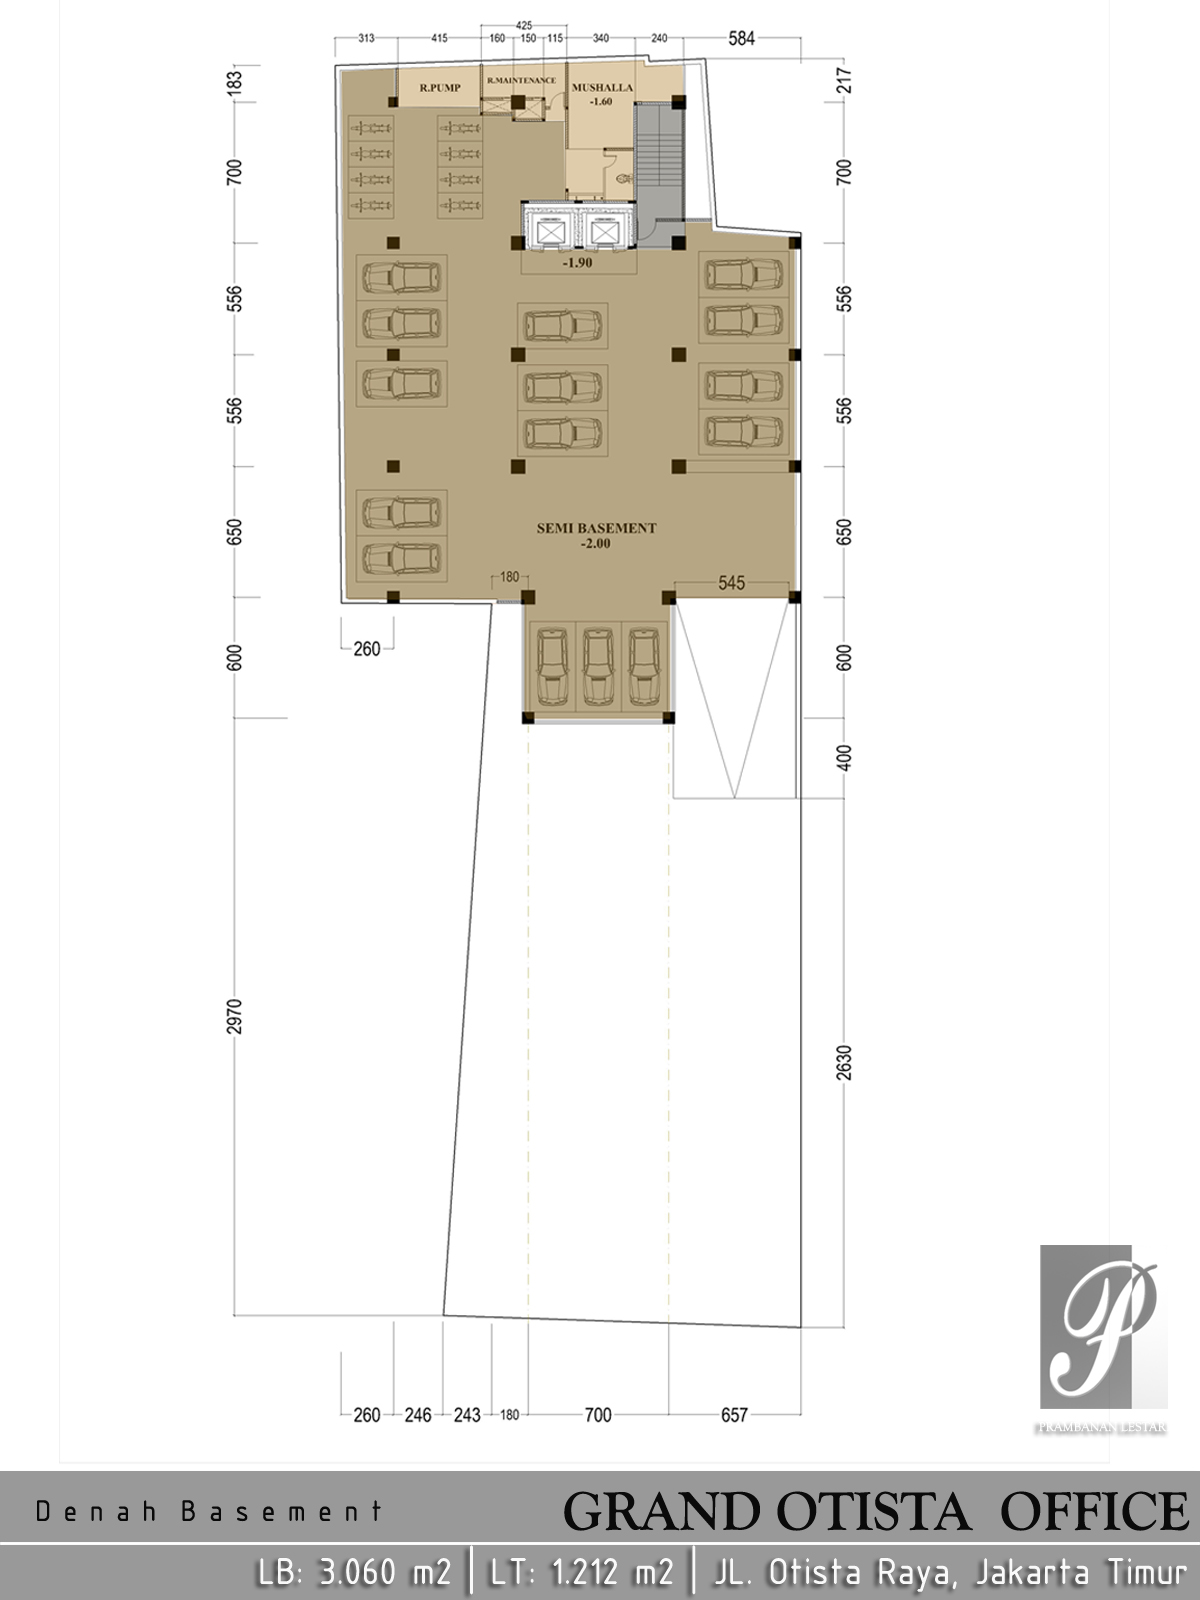 425
313 415 160 150 115 340 240 584
183
217
R.PUMP
R.MAINTENANCE
MUSHALLA
-1.60
700
700
-1.90
556
556
556
556
SEMI BASEMENT
-2.00
650
650
180
545
260
600
600
400
2970
2630
260 246 243 180 700 657
PRAMBANAN LESTARI
Denah Basement
GRAND OTISTA OFFICE
LB: 3.060 m2 | LT: 1.212 m2 | JL. Otista Raya, Jakarta Timur